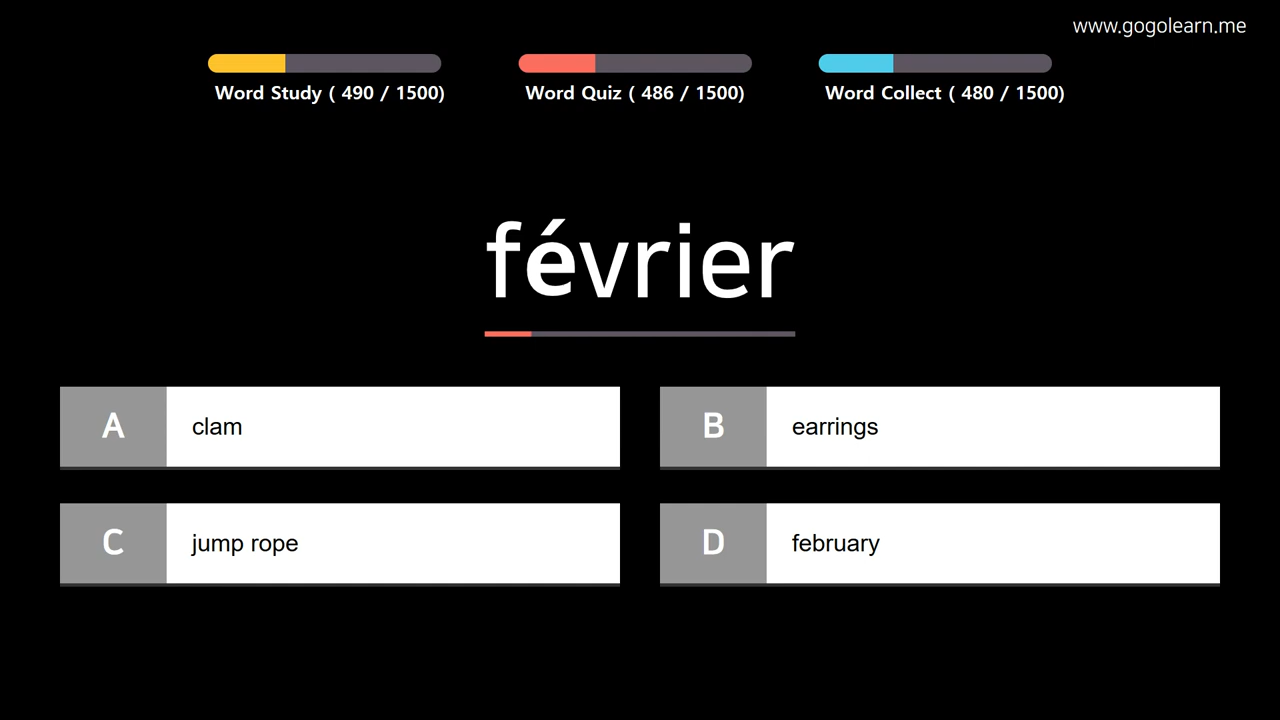 www.gogolearn.me
Word Study ( 490 / 1500)
Word Quiz ( 486 / 1500)
Word Collect ( 480 / 1500)
février
A
clam
B
earrings
C
jump rope
D
february